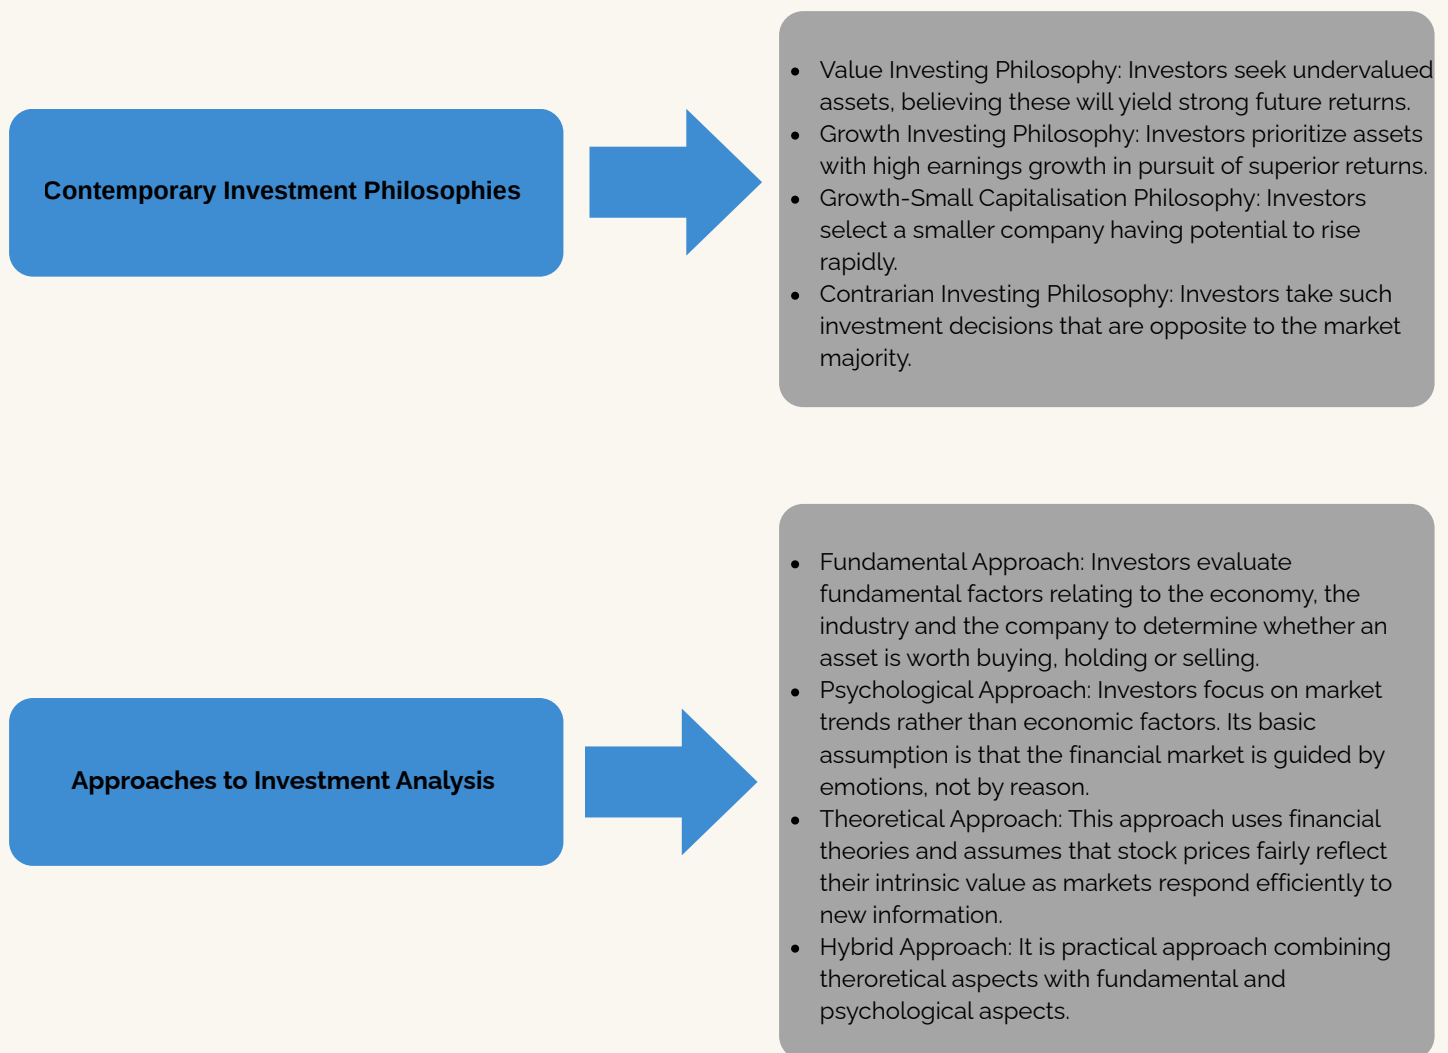 Contemporary Investment Philosophies
• Value Investing Philosophy: Investors seek undervalued
assets, believing these will yield strong future returns.
• Growth Investing Philosophy: Investors prioritize assets
with high earnings growth in pursuit of superior returns.
• Growth-Small Capitalisation Philosophy: Investors
select a smaller company having potential to rise
rapidly.
• Contrarian Investing Philosophy: Investors take such
investment decisions that are opposite to the market
majority.
Approaches to Investment Analysis
• Fundamental Approach: Investors evaluate
fundamental factors relating to the economy, the
industry and the company to determine whether an
asset is worth buying, holding or selling.
• Psychological Approach: Investors focus on market
trends rather than economic factors. Its basic
assumption is that the financial market is guided by
emotions, not by reason.
• Theoretical Approach: This approach uses financial
theories and assumes that stock prices fairly reflect
their intrinsic value as markets respond efficiently to
new information.
• Hybrid Approach: It is practical approach combining
theroretical aspects with fundamental and
psychological aspects.